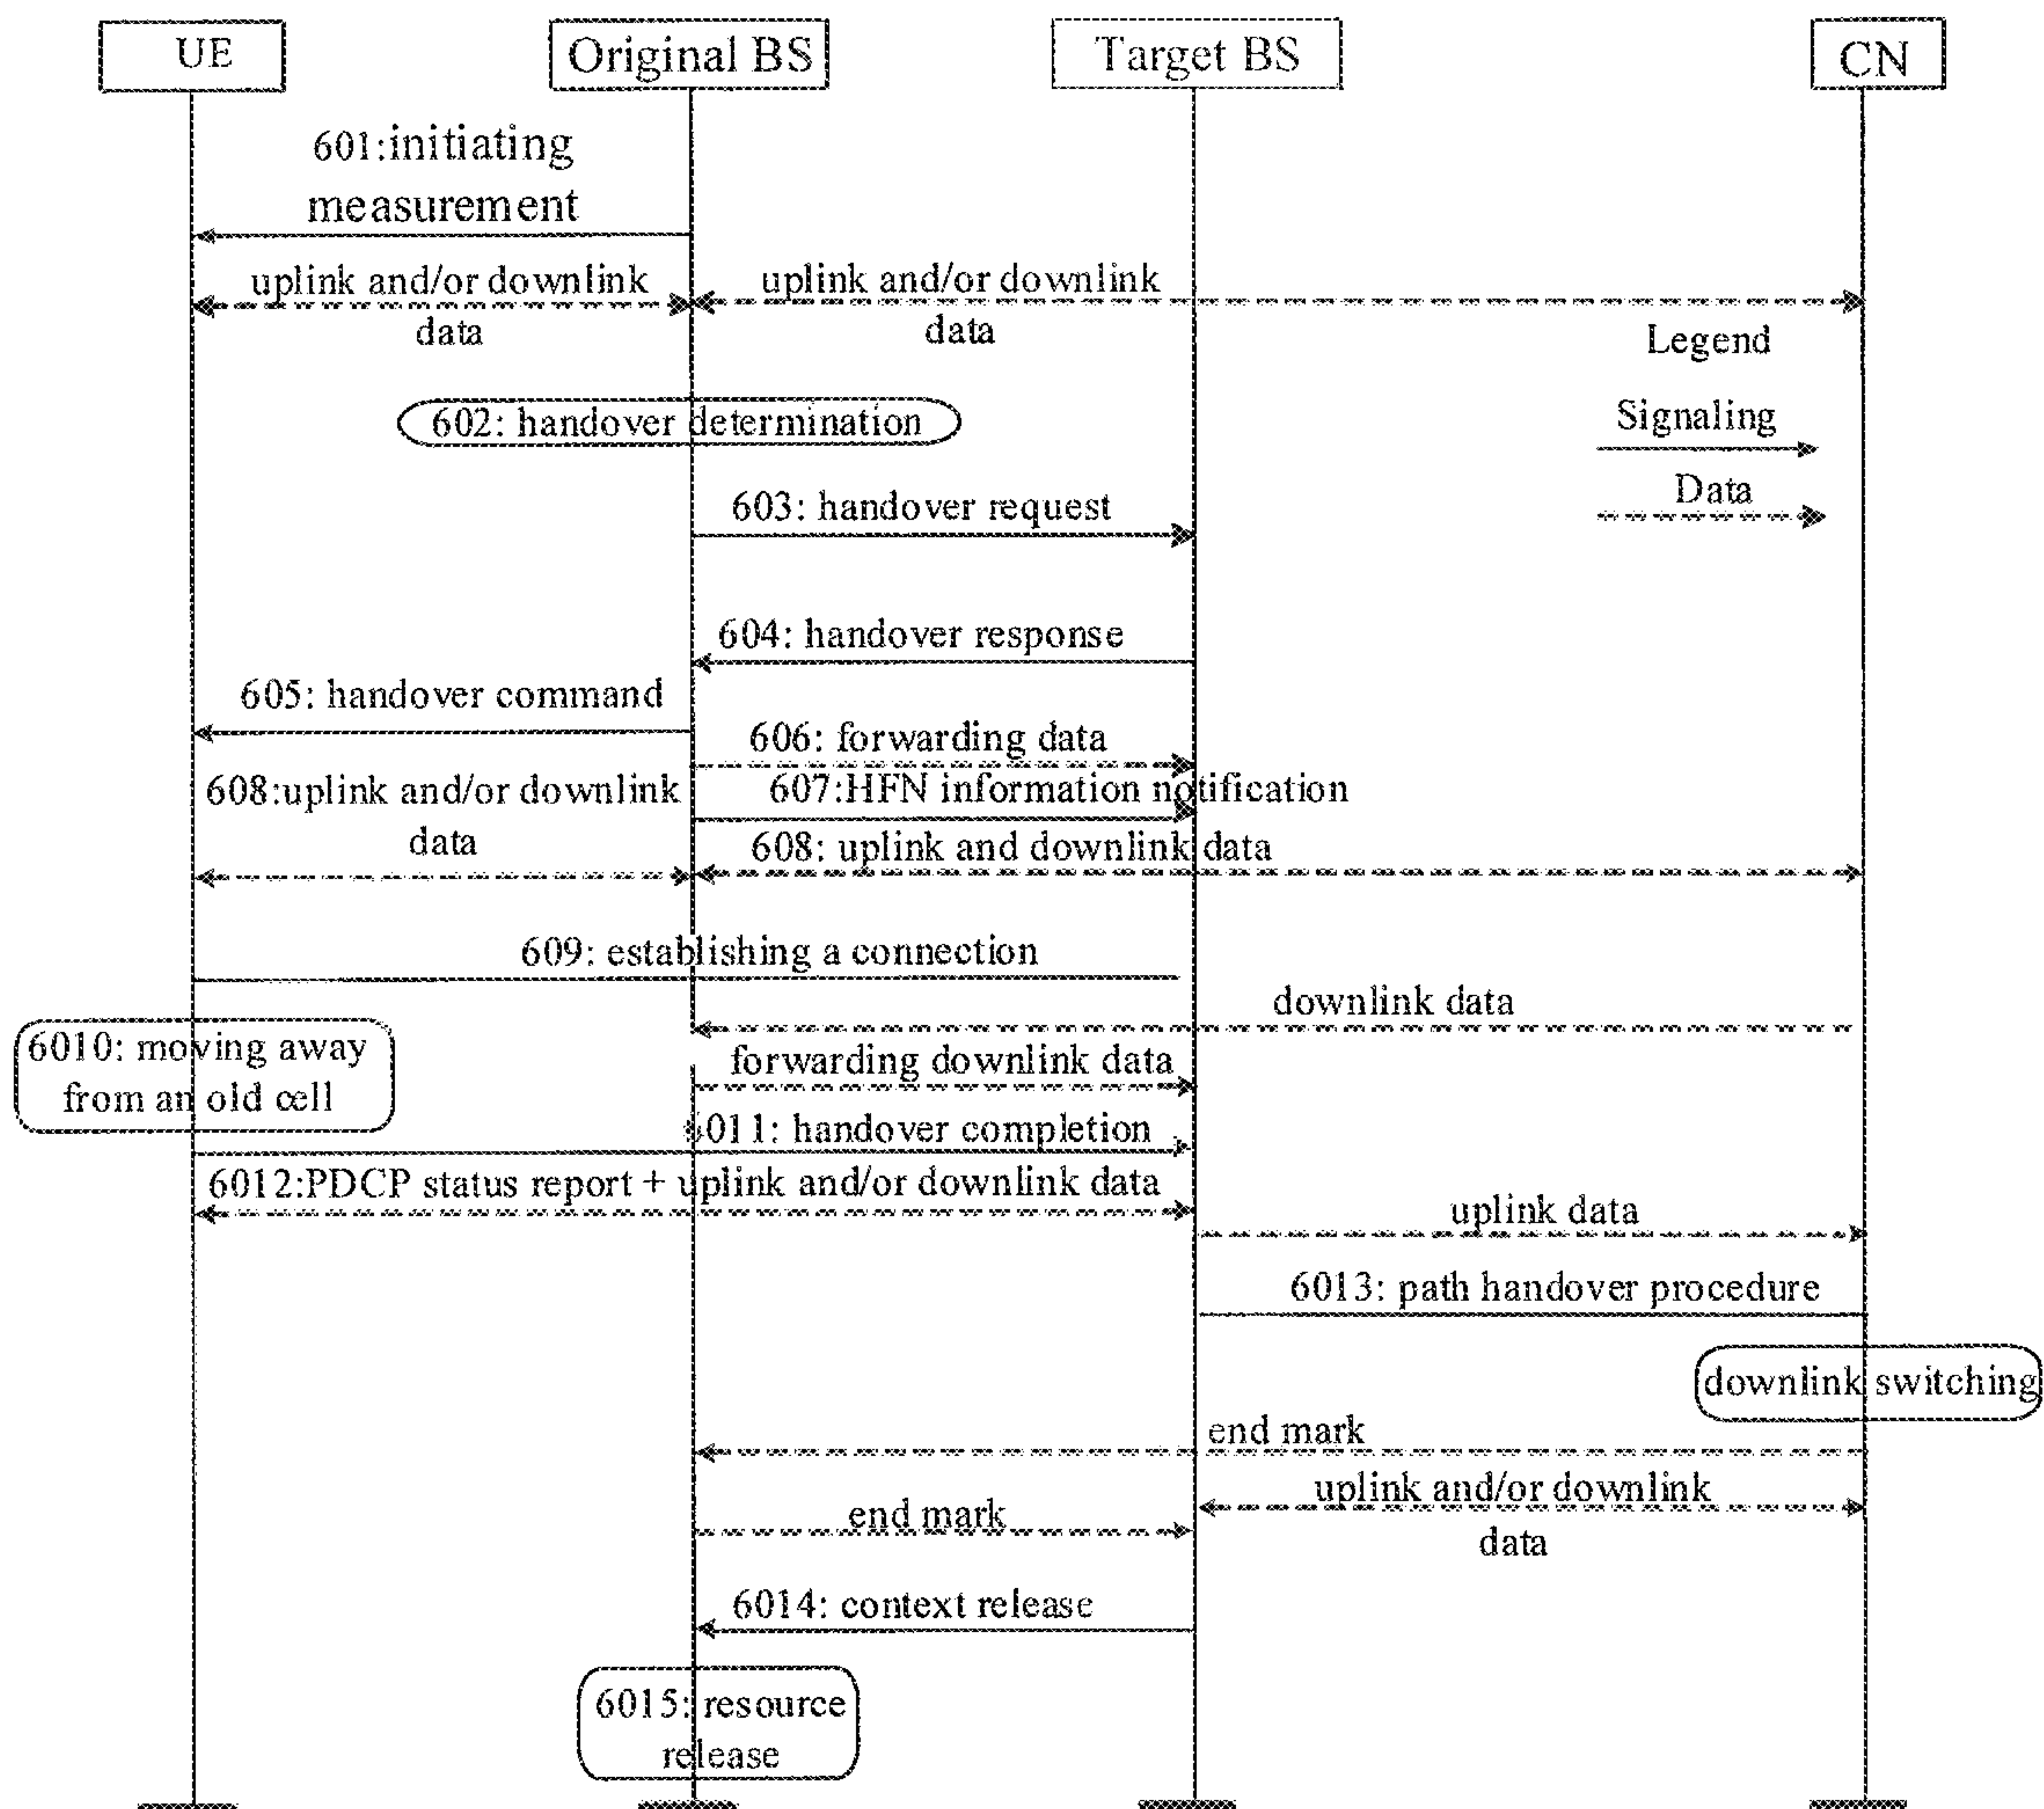 UE
Original BS
Target BS
CN
601:initiating
measurement
uplink and/or downlink
data
uplink and/or downlink
data
Legend
Signaling
Data
602: handover determination
603: handover request
604: handover response
605: handover command
606: forwarding data
607:HFN information notification
608:uplink and/or downlink
data
608: uplink and downlink data
609: establishing a connection
downlink data
6010: moving away
from an old cell
forwarding downlink data
6011: handover completion
6012:PDCP status report + uplink and/or downlink data
uplink data
6013: path handover procedure
downlink switching
end mark
uplink and/or downlink
data
end mark
6014: context release
6015: resource
release